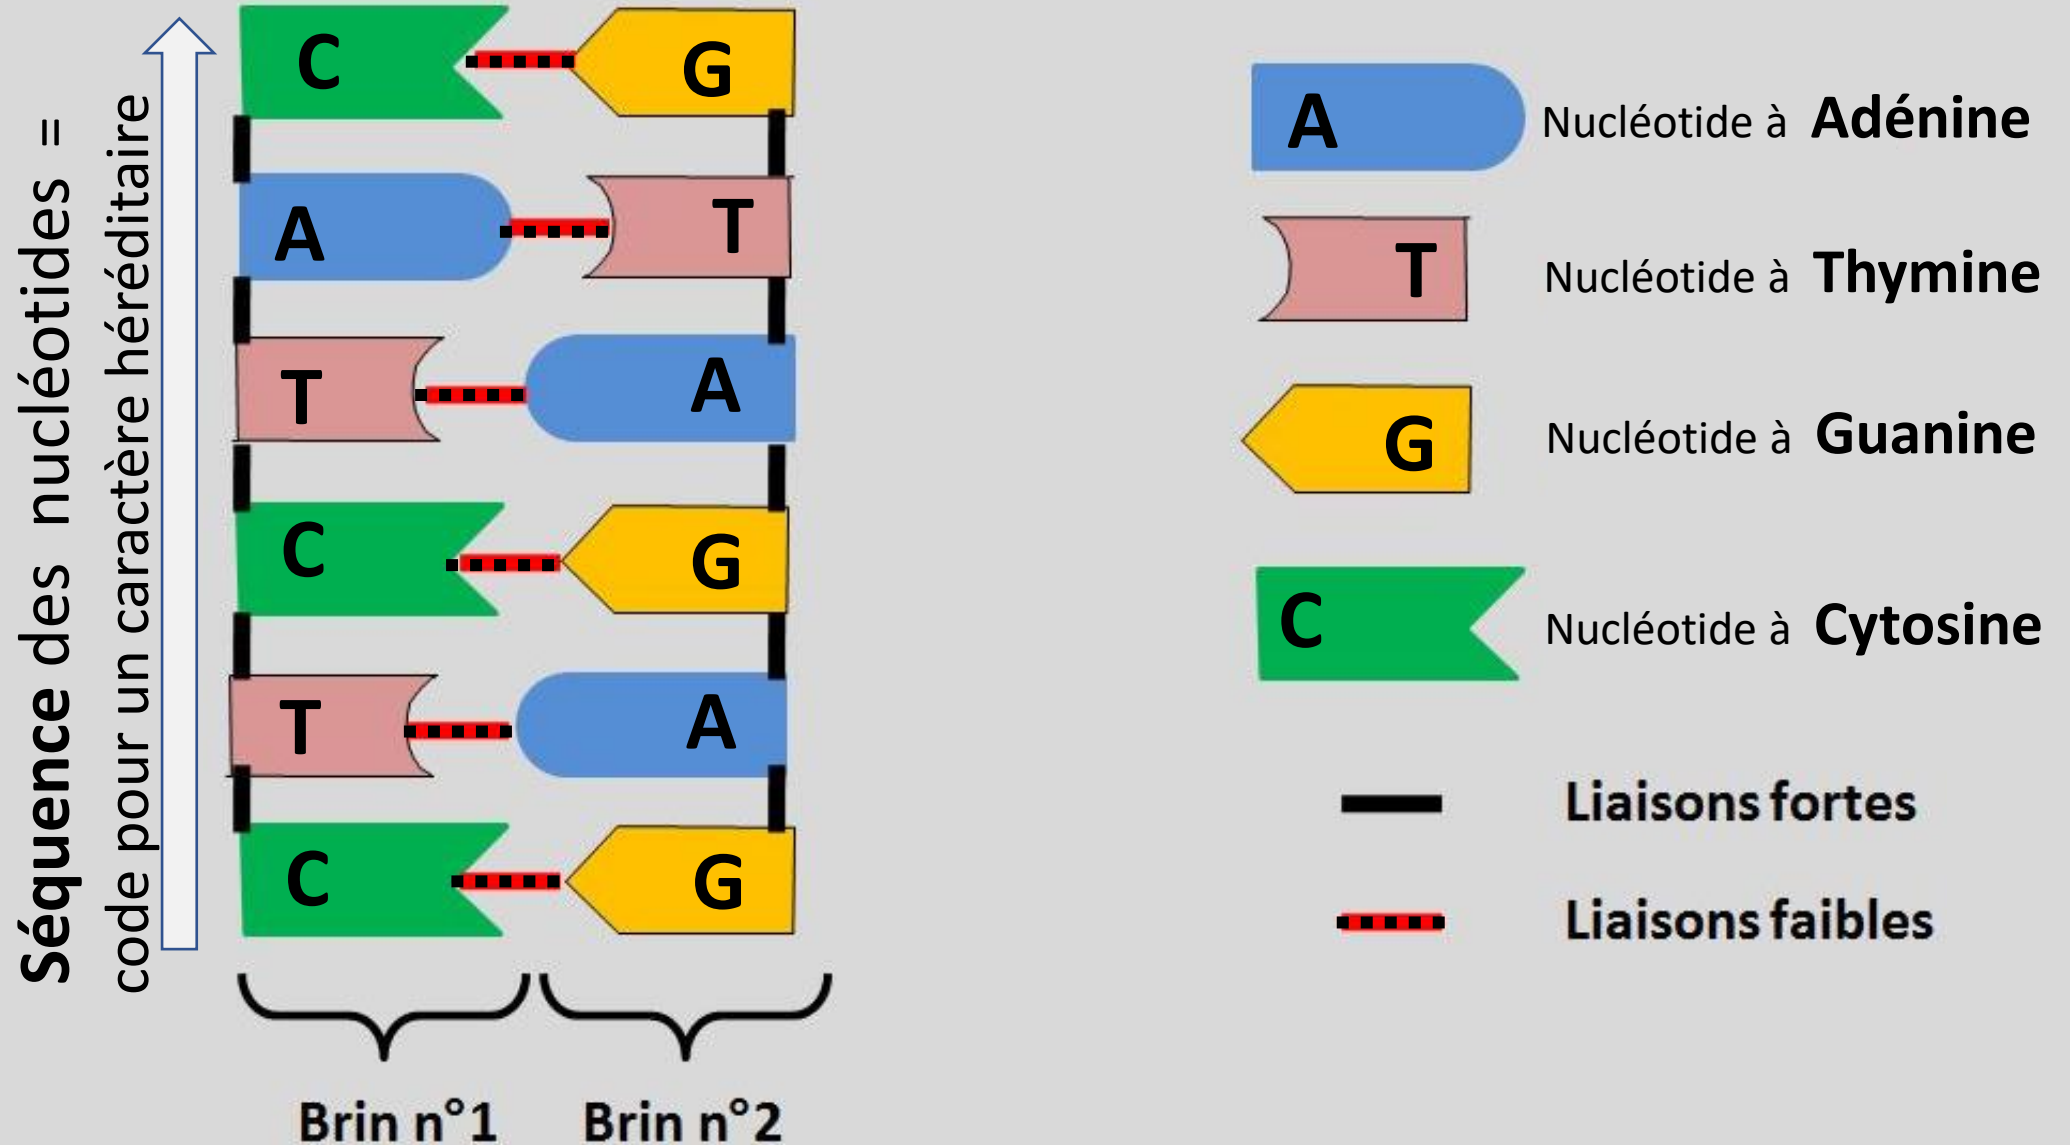 Séquence des nucléotides =
code pour un caractère héréditaire
C G
A T
T A
C G
T A
C G
Brin n°1 Brin n°2
A Nucléotide à Adénine
T Nucléotide à Thymine
G Nucléotide à Guanine
C Nucléotide à Cytosine
Liaisons fortes
Liaisons faibles